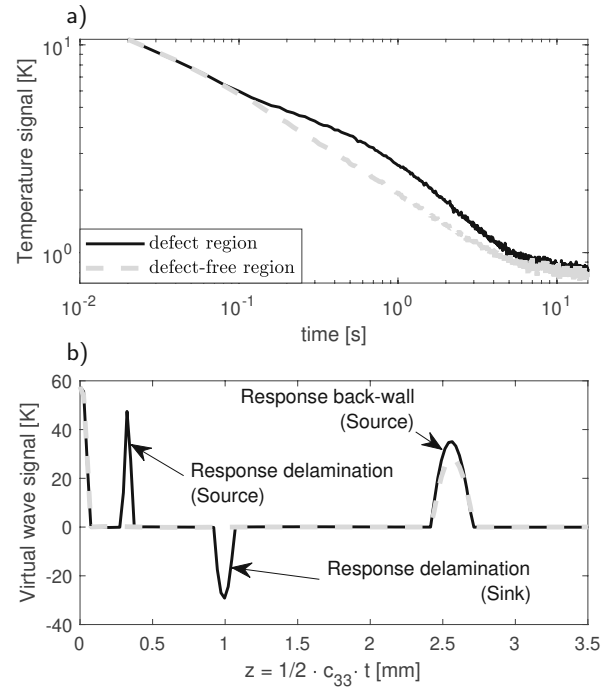 a)
Temperature signal [K]
10¹
10⁰
defect region
defect-free region
10⁻²
10⁻¹
10⁰
10¹
time [s]
b)
Virtual wave signal [K]
60
40
20
0
-20
-40
Response back-wall
(Source)
Response delamination
(Source)
Response delamination
(Sink)
0
0.5
1
1.5
2
2.5
3
3.5
z = 1/2 · c₃₃ · t [mm]